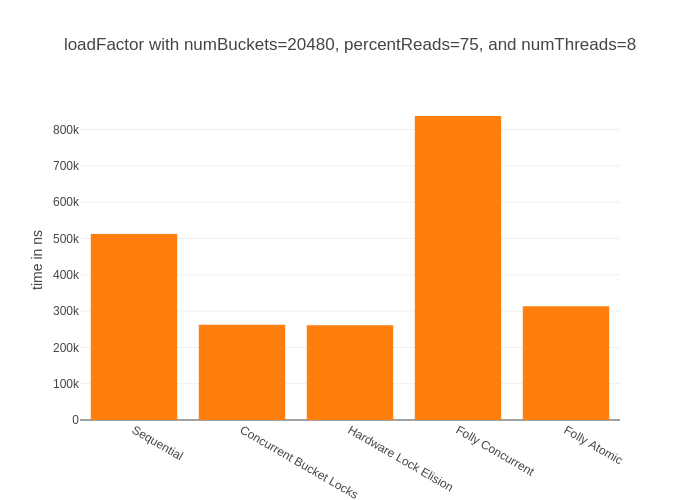 loadFactor with numBuckets=20480, percentReads=75, and numThreads=8
time in ns
800k
700k
600k
500k
400k
300k
200k
100k
0
Sequential
Concurrent Bucket Locks
Hardware Lock Elision
Folly Concurrent
Folly Atomic